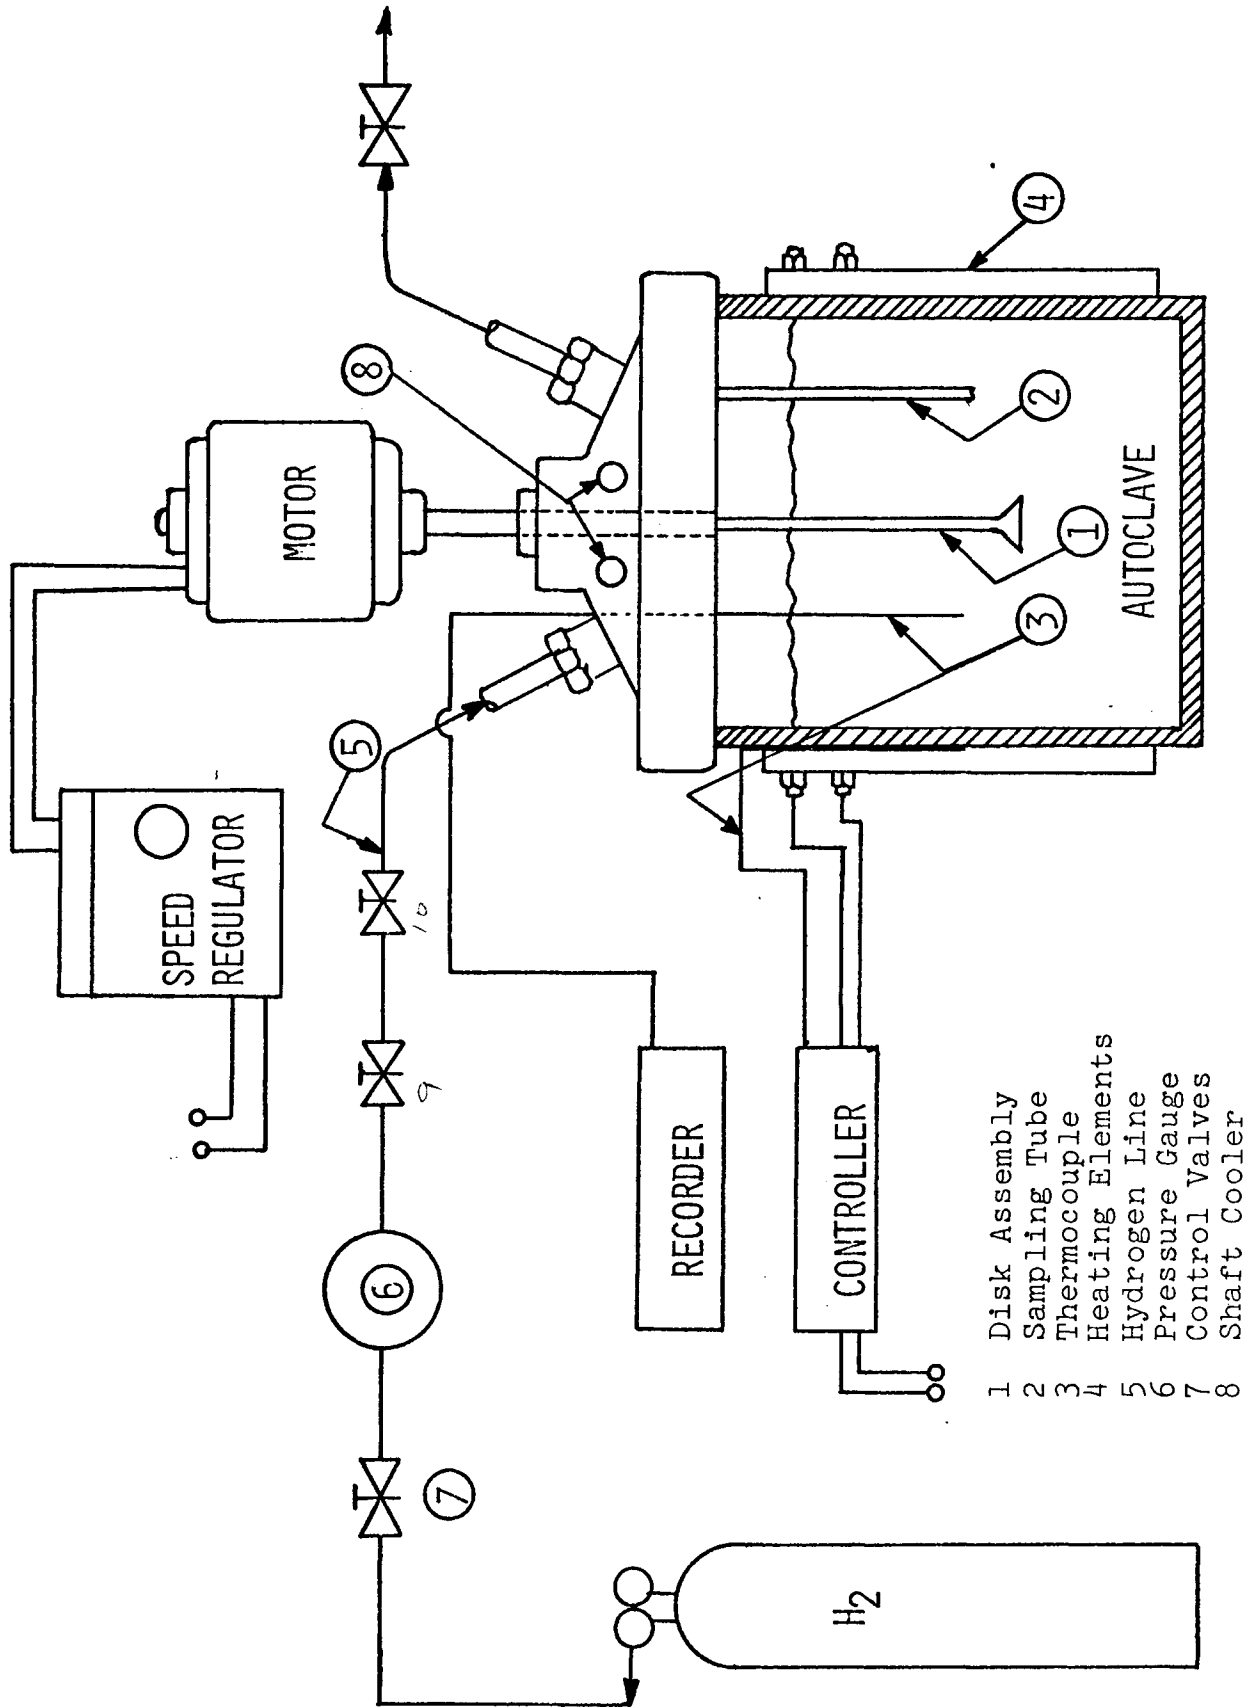 SPEED
REGULATOR
MOTOR
8
5
10
9
6
7
RECORDER
CONTROLLER
H2
3
1
2
4
AUTOCLAVE
1 Disk Assembly
2 Sampling Tube
3 Thermocouple
4 Heating Elements
5 Hydrogen Line
6 Pressure Gauge
7 Control Valves
8 Shaft Cooler